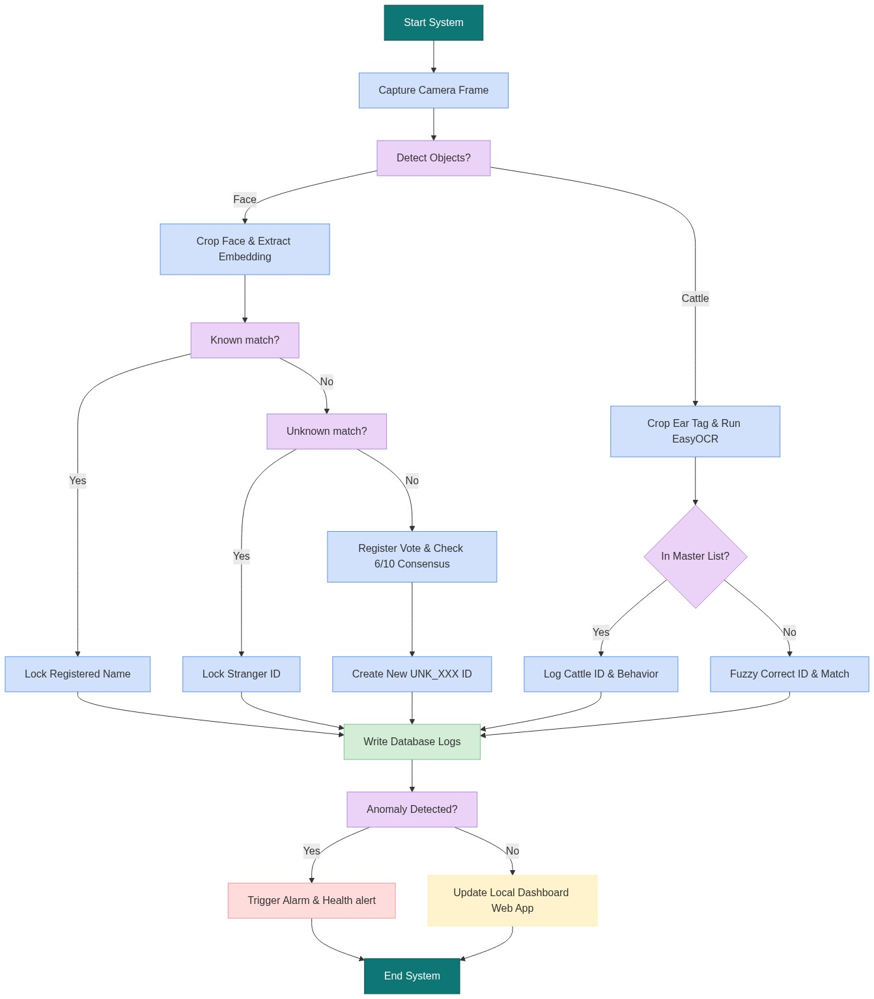 Start System
Capture Camera Frame
Detect Objects?
Face
Crop Face & Extract
Embedding
Cattle
Known match?
No
Crop Ear Tag & Run
EasyOCR
Unknown match?
Yes
No
Register Vote & Check
6/10 Consensus
Yes
In Master List?
Yes
No
Lock Registered Name
Lock Stranger ID
Create New UNK_XXX ID
Log Cattle ID & Behavior
Fuzzy Correct ID & Match
Write Database Logs
Anomaly Detected?
Yes
No
Trigger Alarm & Health alert
Update Local Dashboard
Web App
End System